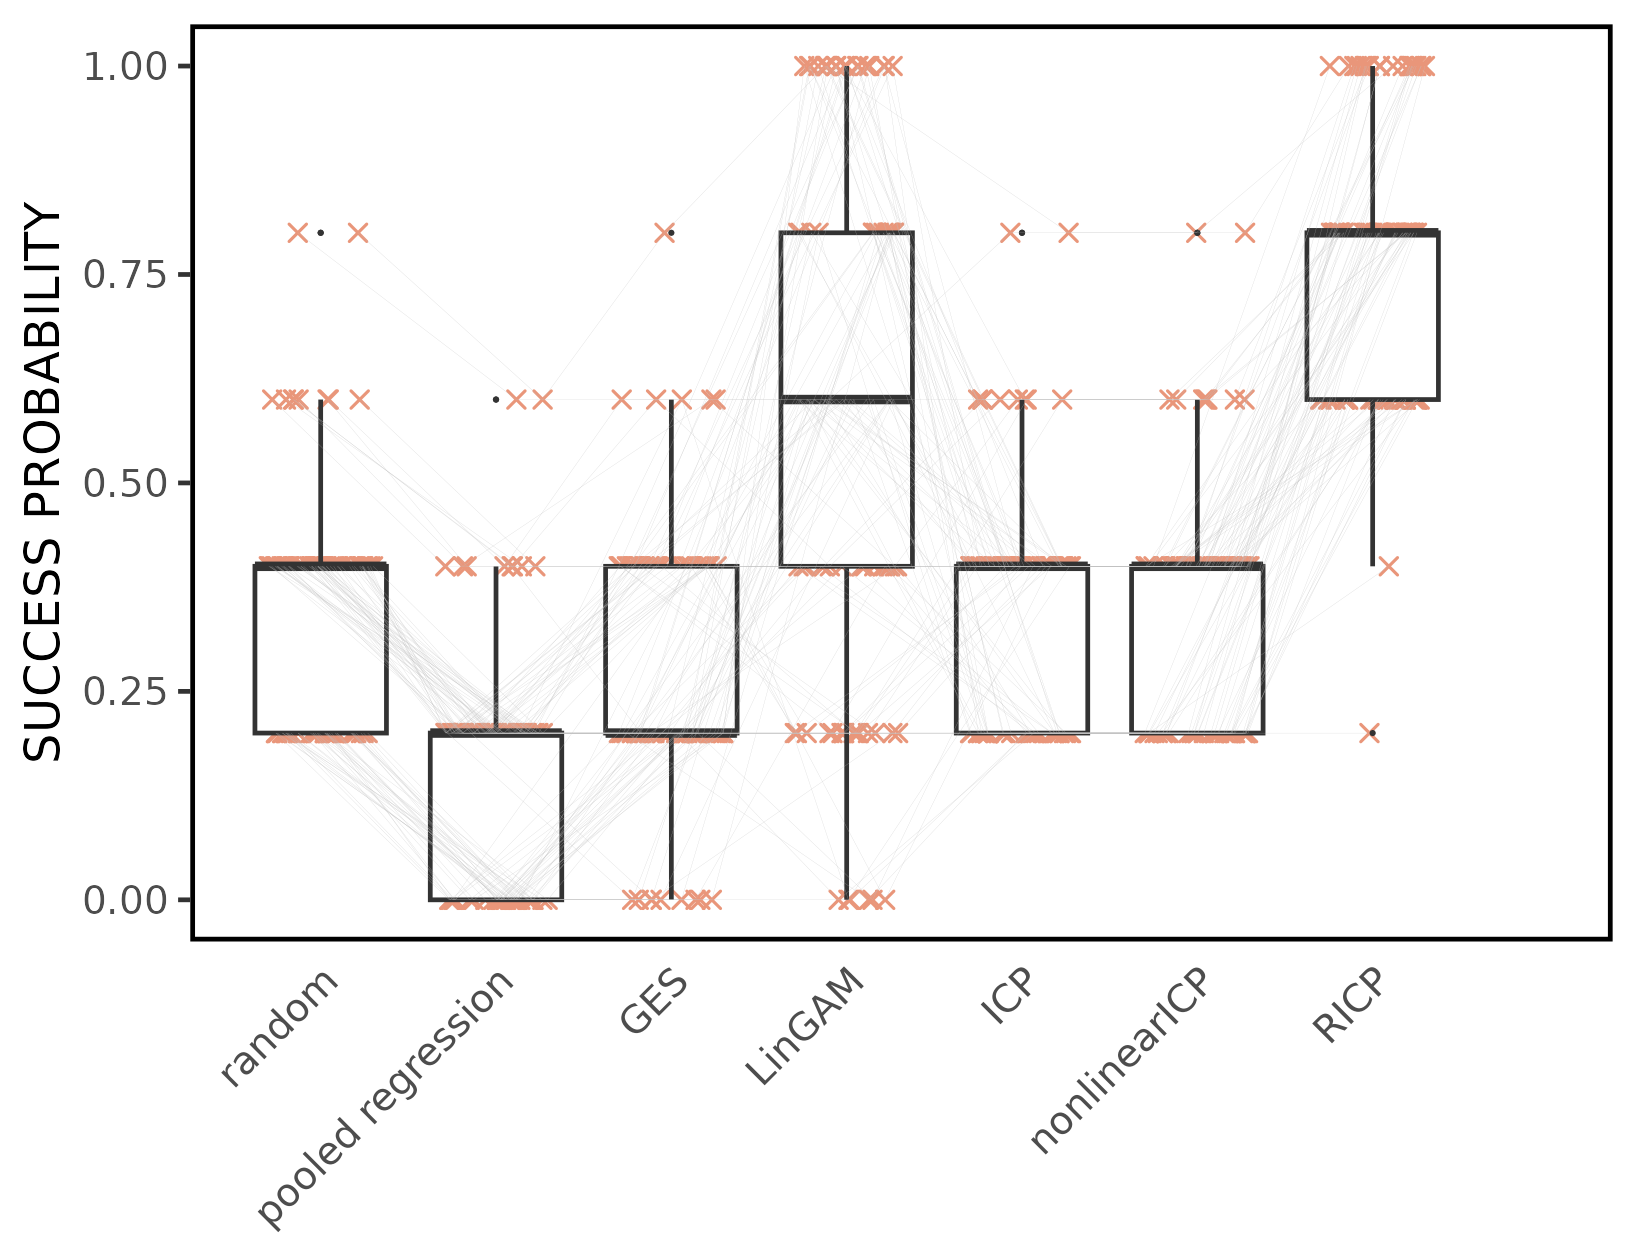 SUCCESS PROBABILITY
1.00
0.75
0.50
0.25
0.00
random
pooled regression
GES
LinGAM
ICP
nonlinearICP
RICP